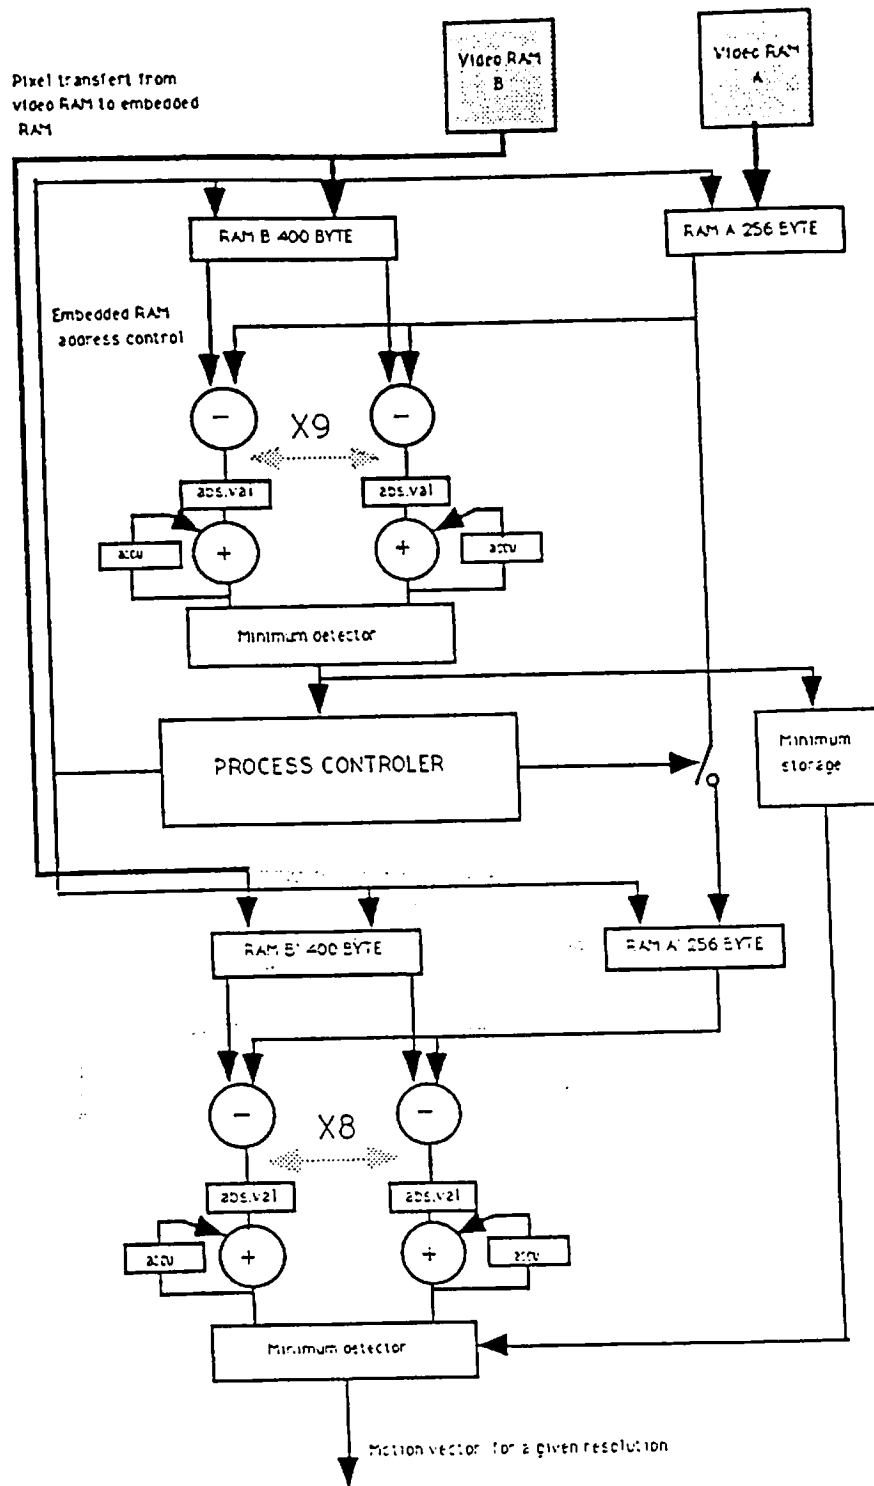 Video RAM
B
Video RAM
A
Pixel transfert from
video RAM to embedded
RAM
RAM B 400 BYTE
RAM A 256 BYTE
Embedded RAM
address control
-
-
X9
abs.val
abs.val
accu
+
+
accu
Minimum detector
PROCESS CONTROLER
Minimum
storage
RAM B' 400 BYTE
RAM A' 256 BYTE
-
-
X8
abs.val
abs.val
accu
+
+
accu
Minimum detector
Motion vector for a given resolution